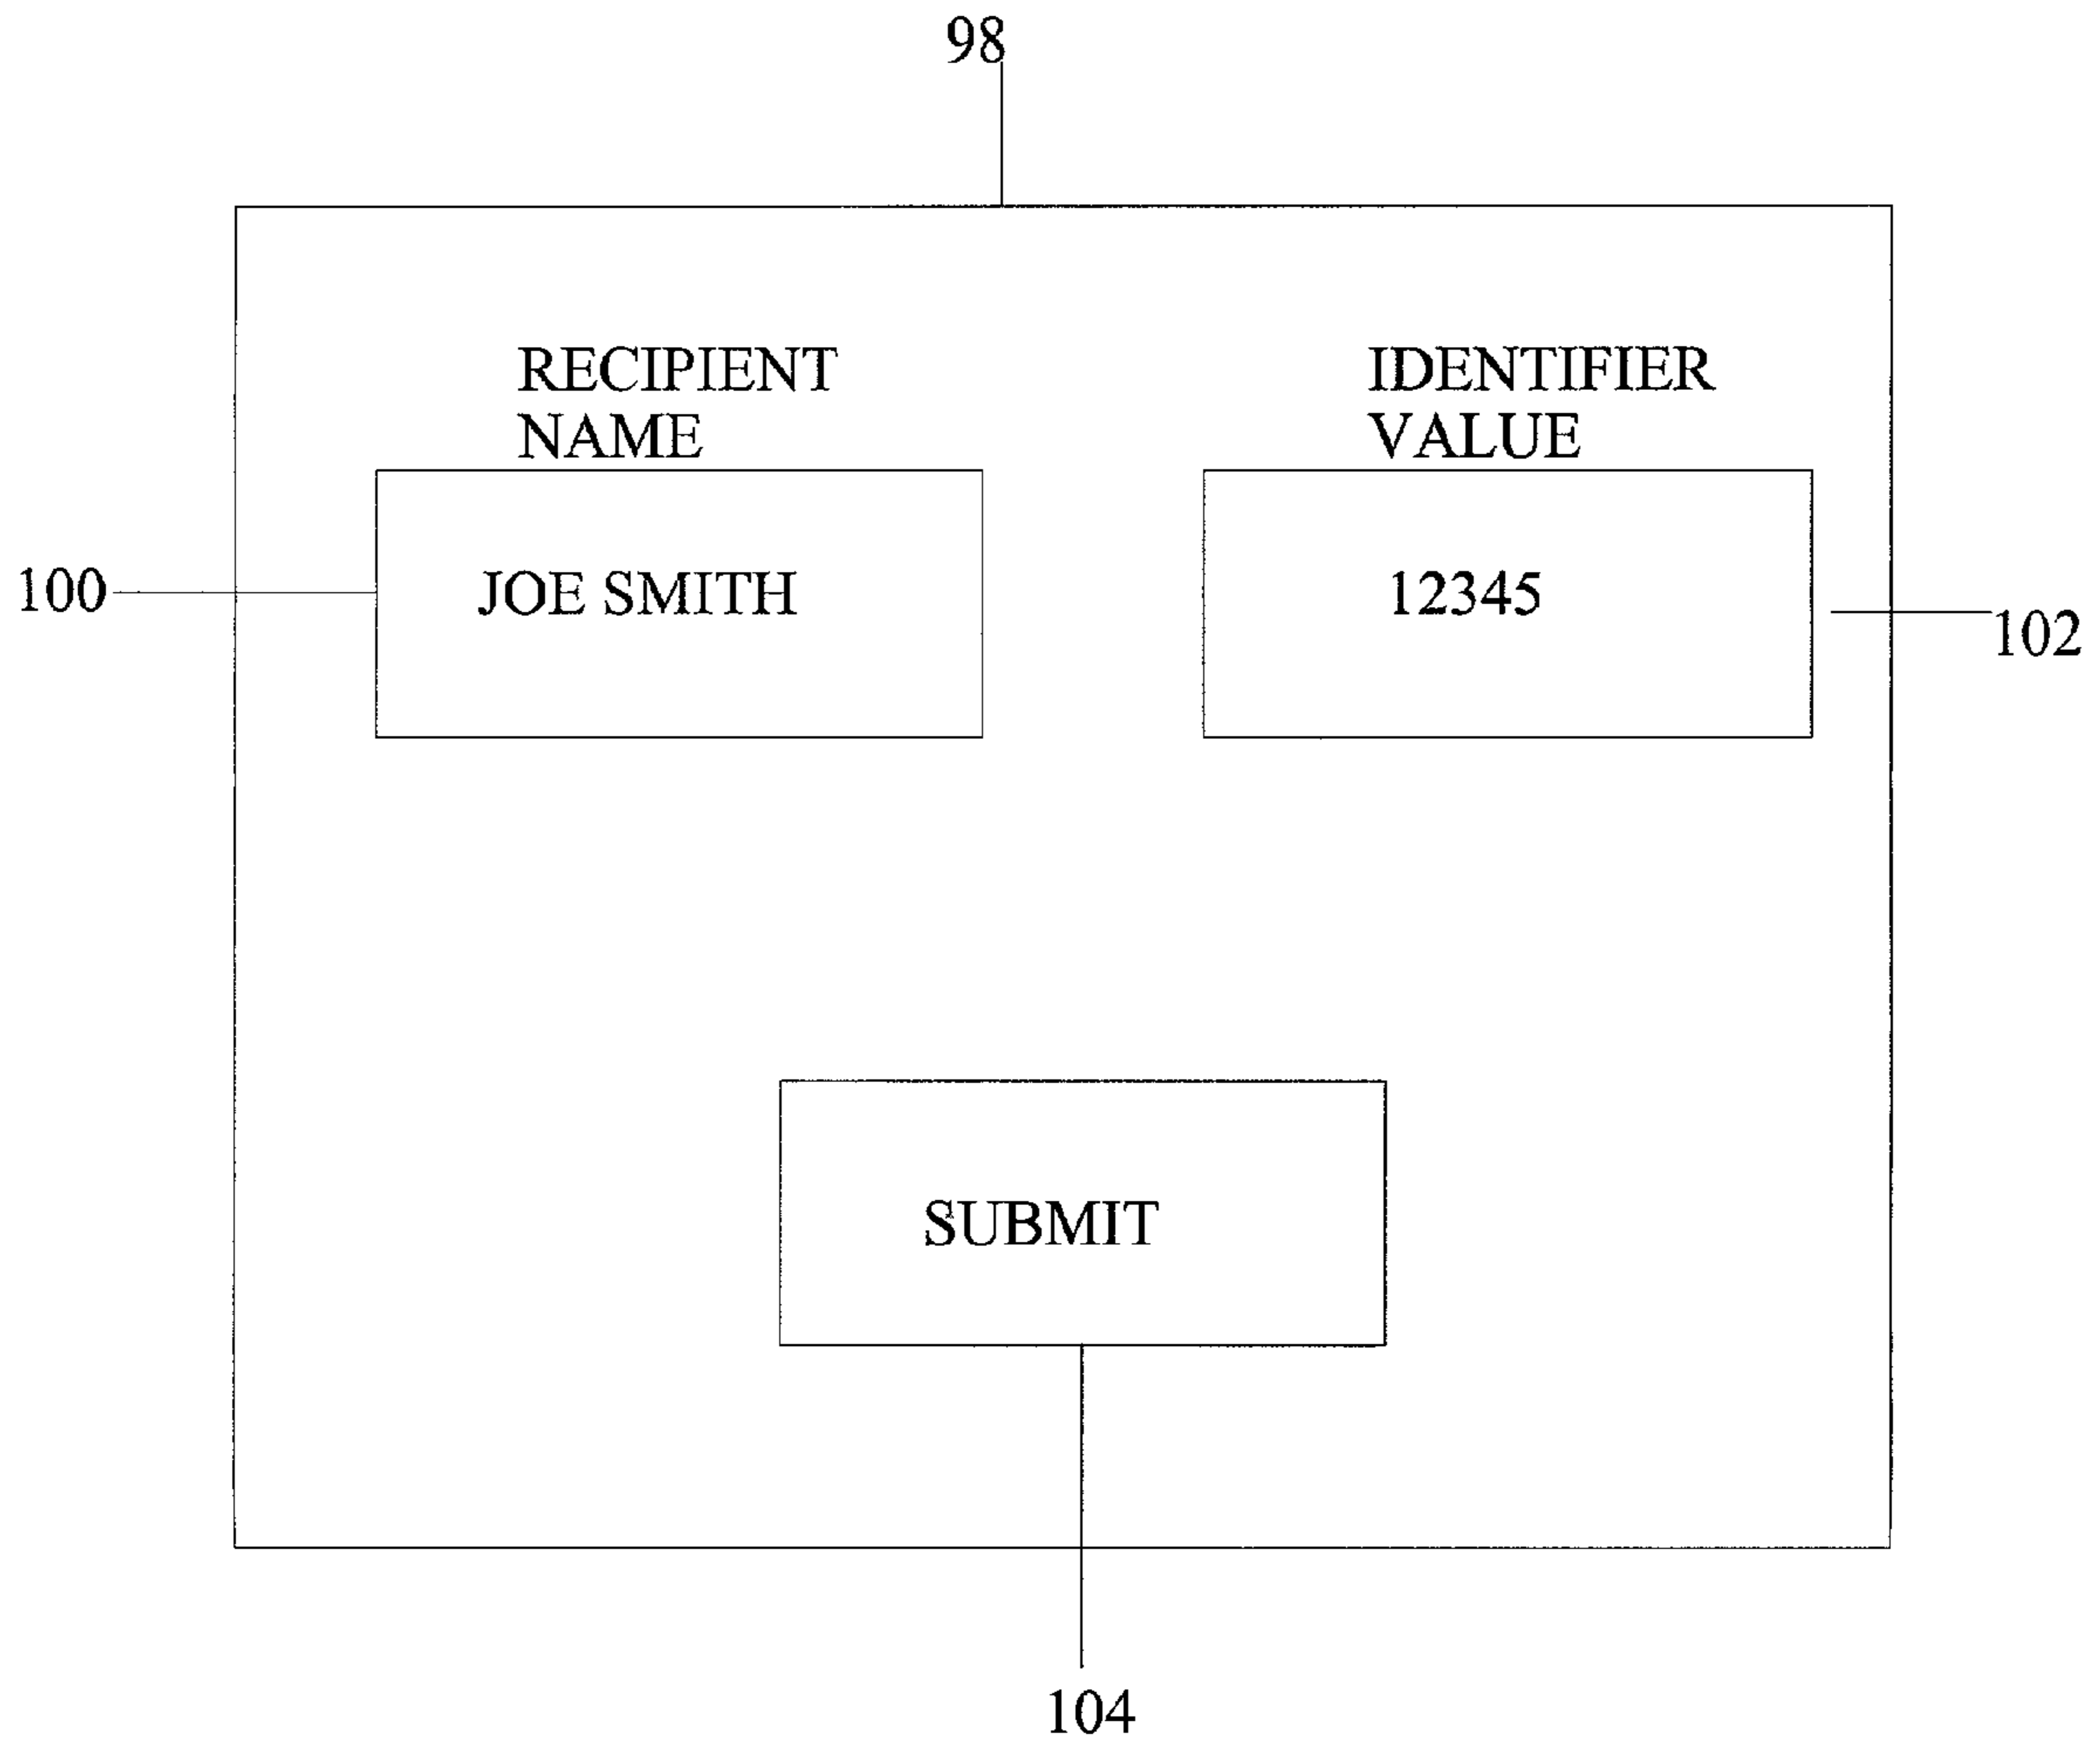 98
RECIPIENT
NAME
IDENTIFIER
VALUE
100
JOE SMITH
12345
102
SUBMIT
104